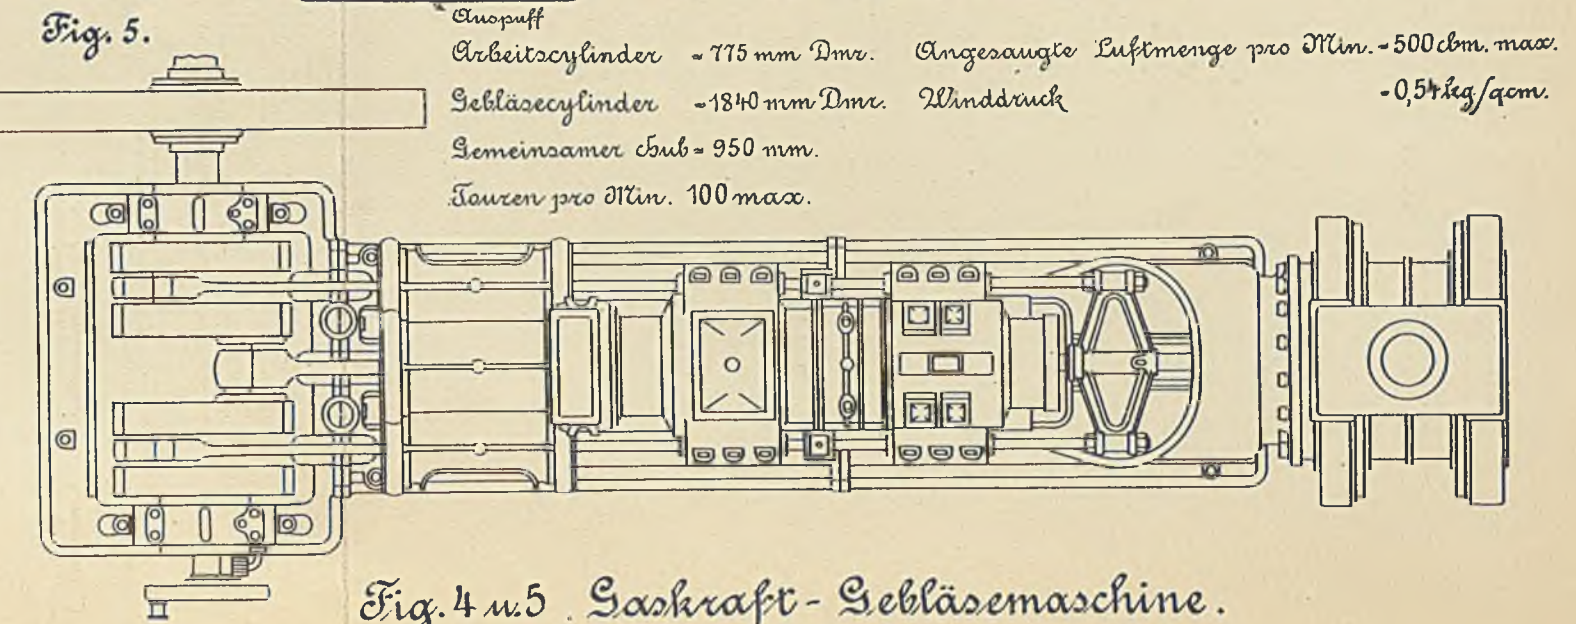 Fig. 5.
Auspuff
Arbeitscylinder = 775 mm Dmr. Angesaugte Luftmenge pro Min. = 500 cbm. max.
Gebläsecylinder = 1840 mm Dmr. Winddruck = 0,54 kg/qcm.
Gemeinsamer Hub = 950 mm.
Touren pro Min. 100 max.
Fig. 4 u. 5. Gaskraft - Gebläsemaschine.